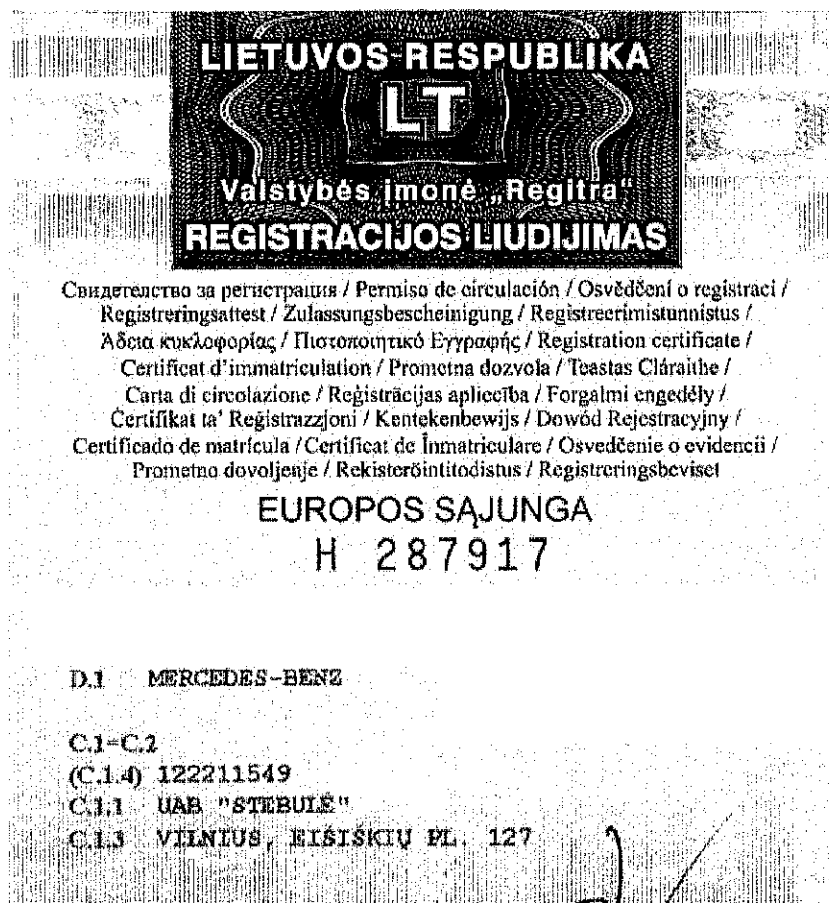 LIETUVOS RESPUBLIKA
LT
Valstybės įmonė „Regitra“
REGISTRACIJOS LIUDIJIMAS
Свидетелство за регистрация / Permiso de circulación / Osvědčení o registraci /
Registreringsattest / Zulassungsbescheinigung / Registreerimistunnistus /
Άδεια κυκλοφορίας / Πιστοποιητικό Εγγραφής / Registration certificate /
Certificat d'immatriculation / Prometna dozvola / Teastas Cláraithe /
Carta di circolazione / Reģistrācijas apliecība / Forgalmi engedély /
Ċertifikat ta' Reġistrazzjoni / Kentekenbewijs / Dowód Rejestracyjny /
Certificado de matrícula / Certificat de Înmatriculare / Osvedčenie o evidencii /
Prometno dovoljenje / Rekisteröintitodistus / Registreringsbeviset
EUROPOS SĄJUNGA
H 287917
D.1 MERCEDES-BENZ
C.1=C.2
(C.1.4) 122211549
C.1.1 UAB "STEBULĖ"
C.1.3 VILNIUS, EIŠIŠKIŲ PL. 127